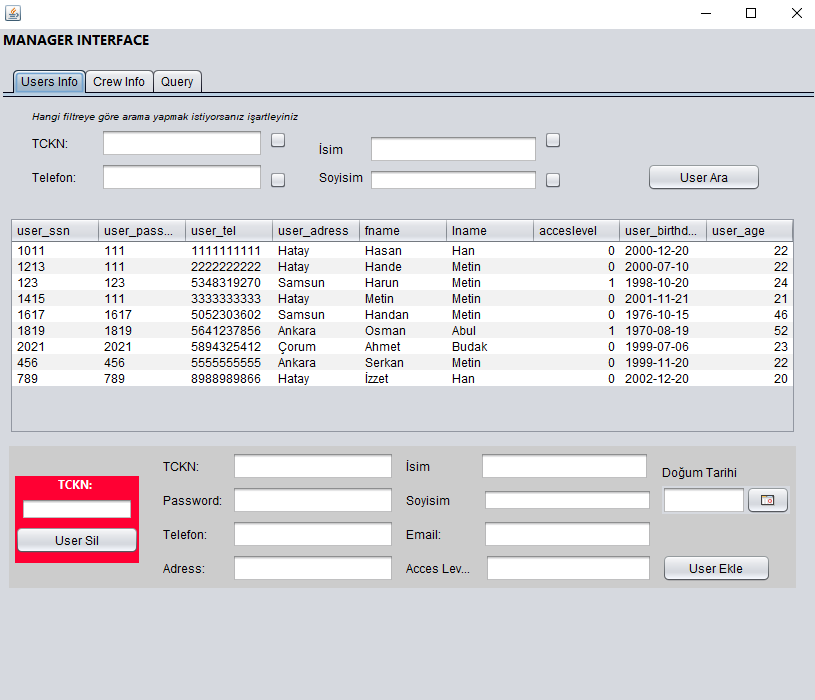 MANAGER INTERFACE
Users Info Crew Info Query
Hangi filtreye göre arama yapmak istiyorsanız işartleyiniz
TCKN: İsim
Telefon: Soyisim User Ara
user_ssn user_pass... user_tel user_adress fname lname acceslevel user_birthd... user_age
1011 111 1111111111 Hatay Hasan Han 0 2000-12-20 22
1213 111 2222222222 Hatay Hande Metin 0 2000-07-10 22
123 123 5348319270 Samsun Harun Metin 1 1998-10-20 24
1415 111 3333333333 Hatay Metin Metin 0 2001-11-21 21
1617 1617 5052303602 Samsun Handan Metin 0 1976-10-15 46
1819 1819 5641237856 Ankara Osman Abul 1 1970-08-19 52
2021 2021 5894325412 Çorum Ahmet Budak 0 1999-07-06 23
456 456 5555555555 Ankara Serkan Metin 0 1999-11-20 22
789 789 8988989866 Hatay İzzet Han 0 2002-12-20 20
TCKN:
User Sil
TCKN: İsim Doğum Tarihi
Password: Soyisim
Telefon: Email:
Adress: Acces Lev... User Ekle